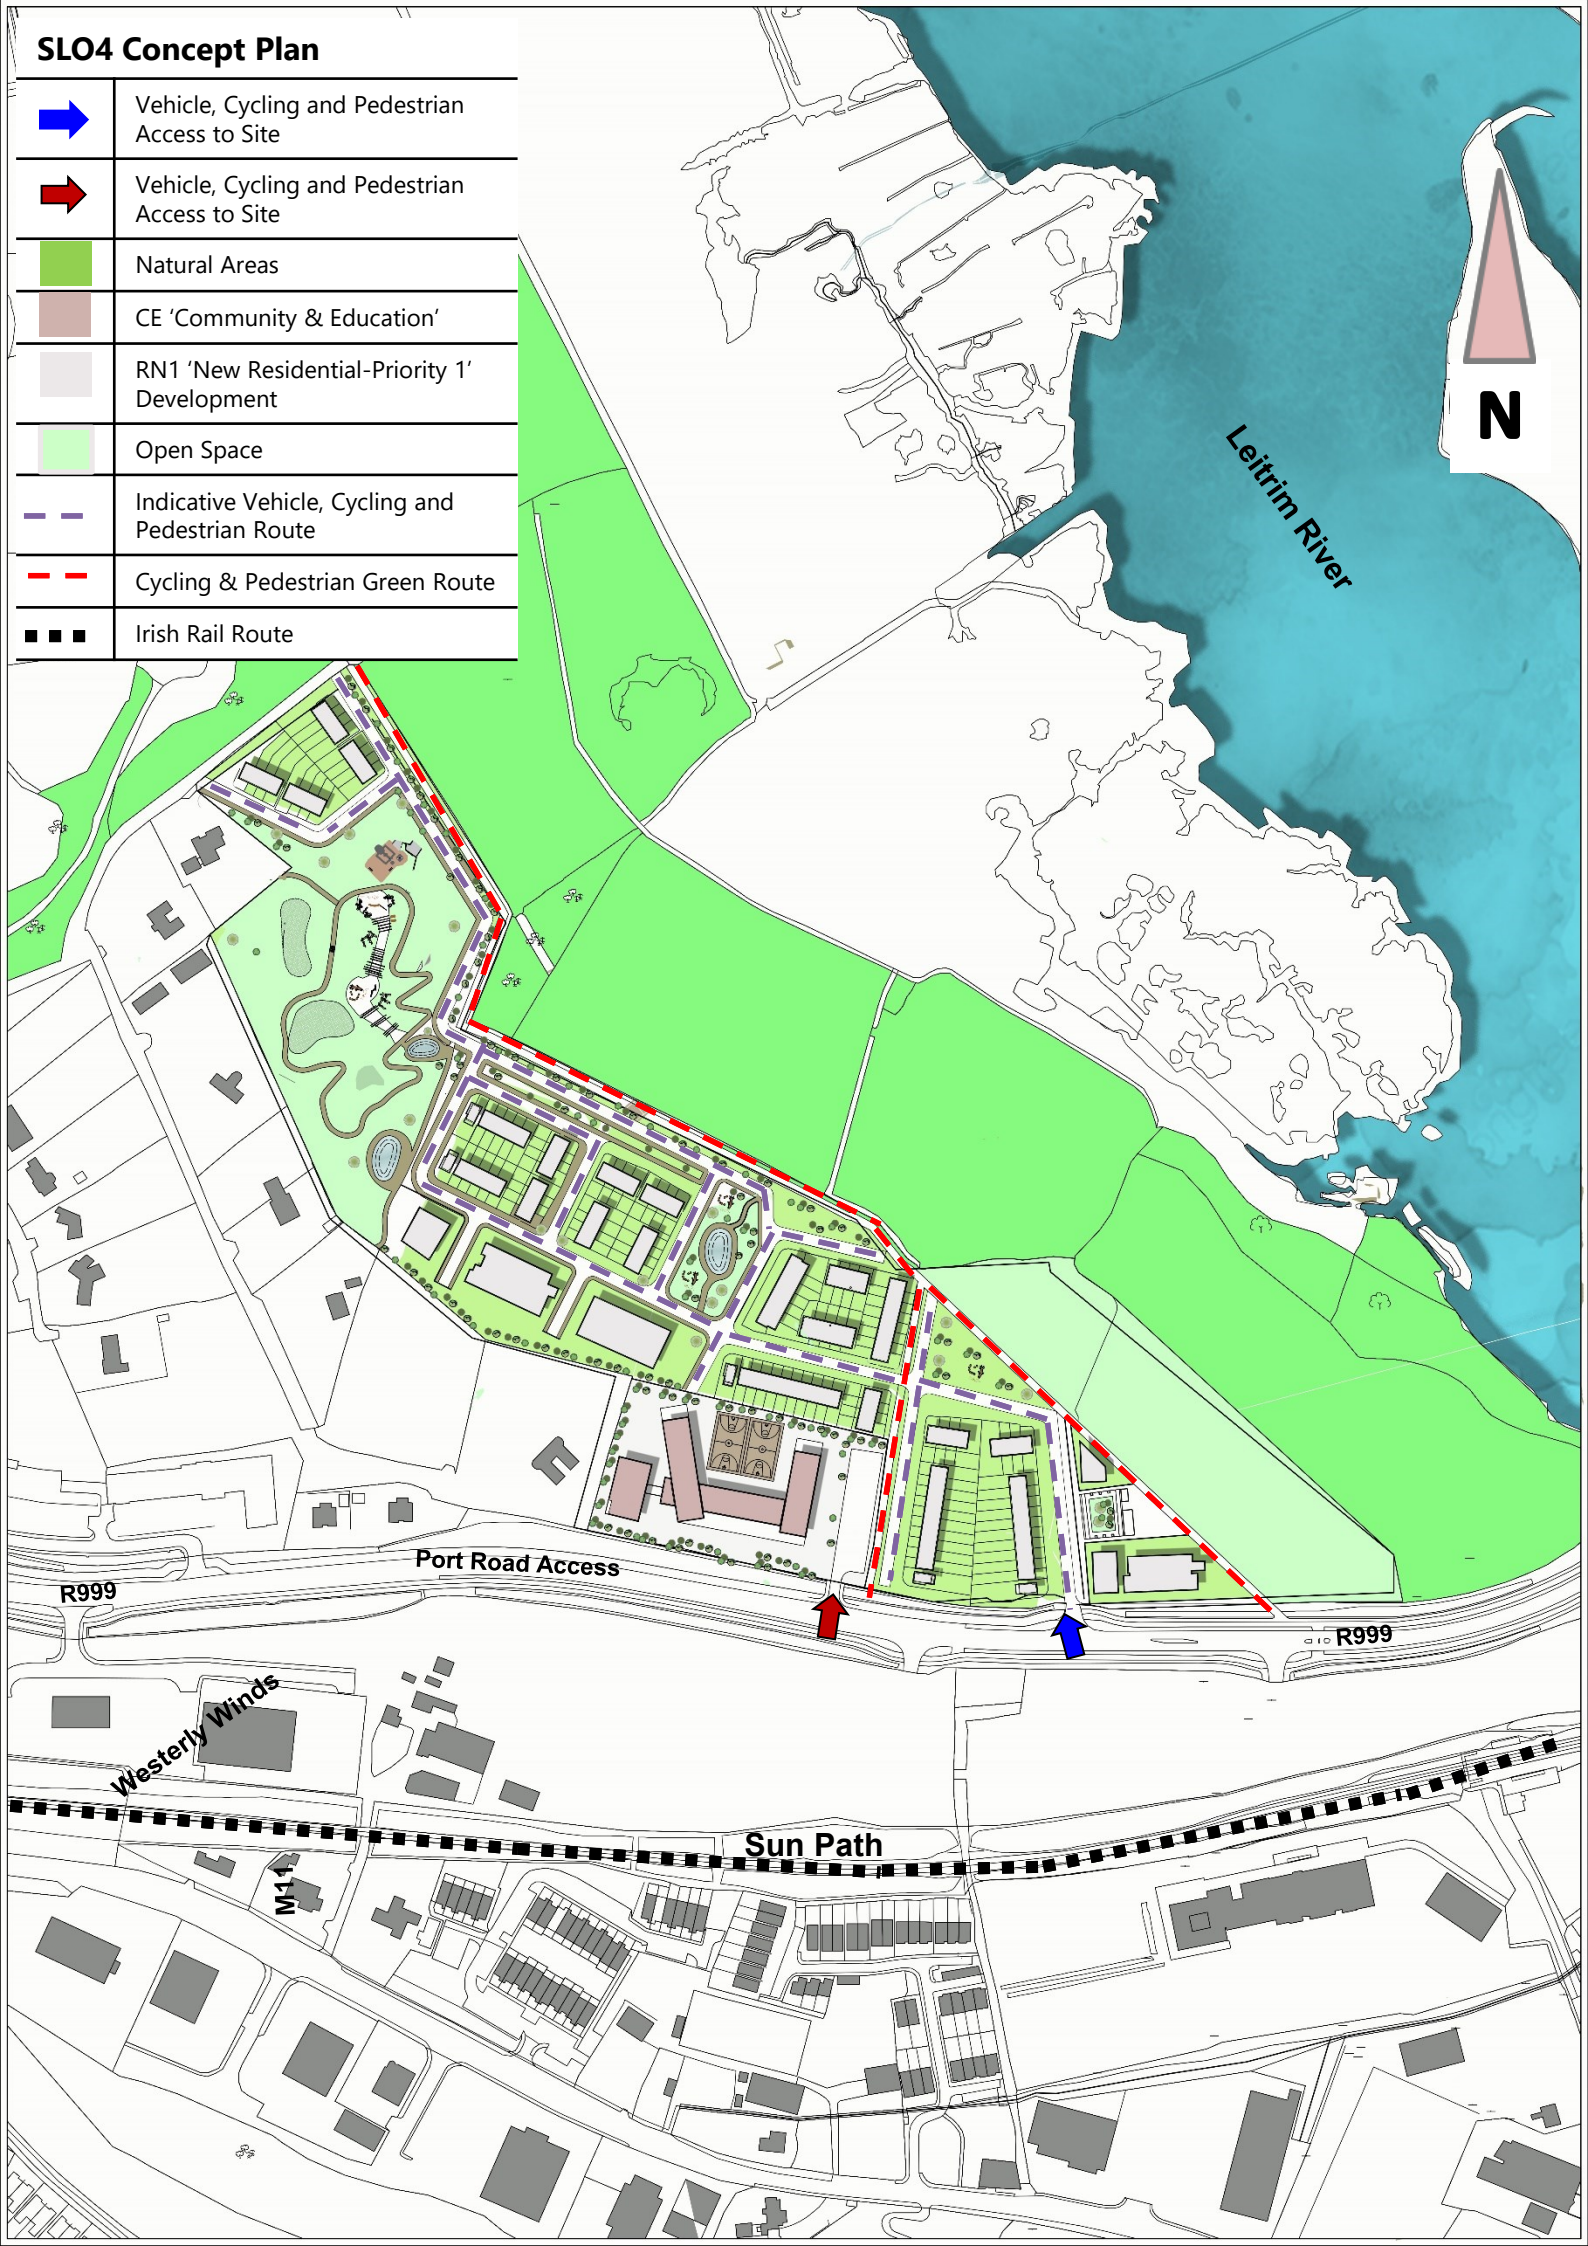 SLO4 Concept Plan
Vehicle, Cycling and Pedestrian
Access to Site
Vehicle, Cycling and Pedestrian
Access to Site
Natural Areas
CE ‘Community & Education’
RN1 ‘New Residential-Priority 1’
Development
Open Space
Indicative Vehicle, Cycling and
Pedestrian Route
Cycling & Pedestrian Green Route
Irish Rail Route
N
Leitrim River
Port Road Access
R999
R999
Westerly Winds
Sun Path
M11